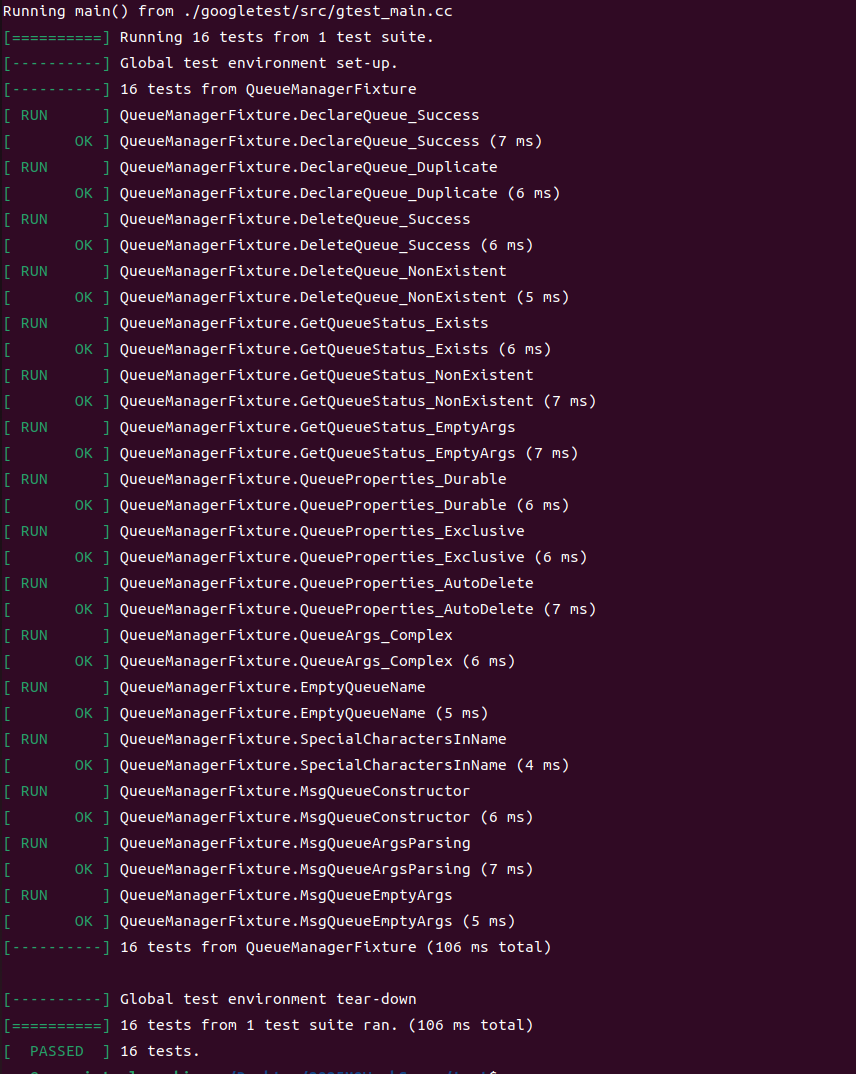 Running main() from ./googletest/src/gtest_main.cc
[==========] Running 16 tests from 1 test suite.
[----------] Global test environment set-up.
[----------] 16 tests from QueueManagerFixture
[ RUN      ] QueueManagerFixture.DeclareQueue_Success
[       OK ] QueueManagerFixture.DeclareQueue_Success (7 ms)
[ RUN      ] QueueManagerFixture.DeclareQueue_Duplicate
[       OK ] QueueManagerFixture.DeclareQueue_Duplicate (6 ms)
[ RUN      ] QueueManagerFixture.DeleteQueue_Success
[       OK ] QueueManagerFixture.DeleteQueue_Success (6 ms)
[ RUN      ] QueueManagerFixture.DeleteQueue_NonExistent
[       OK ] QueueManagerFixture.DeleteQueue_NonExistent (5 ms)
[ RUN      ] QueueManagerFixture.GetQueueStatus_Exists
[       OK ] QueueManagerFixture.GetQueueStatus_Exists (6 ms)
[ RUN      ] QueueManagerFixture.GetQueueStatus_NonExistent
[       OK ] QueueManagerFixture.GetQueueStatus_NonExistent (7 ms)
[ RUN      ] QueueManagerFixture.GetQueueStatus_EmptyArgs
[       OK ] QueueManagerFixture.GetQueueStatus_EmptyArgs (7 ms)
[ RUN      ] QueueManagerFixture.QueueProperties_Durable
[       OK ] QueueManagerFixture.QueueProperties_Durable (6 ms)
[ RUN      ] QueueManagerFixture.QueueProperties_Exclusive
[       OK ] QueueManagerFixture.QueueProperties_Exclusive (6 ms)
[ RUN      ] QueueManagerFixture.QueueProperties_AutoDelete
[       OK ] QueueManagerFixture.QueueProperties_AutoDelete (7 ms)
[ RUN      ] QueueManagerFixture.QueueArgs_Complex
[       OK ] QueueManagerFixture.QueueArgs_Complex (6 ms)
[ RUN      ] QueueManagerFixture.EmptyQueueName
[       OK ] QueueManagerFixture.EmptyQueueName (5 ms)
[ RUN      ] QueueManagerFixture.SpecialCharactersInName
[       OK ] QueueManagerFixture.SpecialCharactersInName (4 ms)
[ RUN      ] QueueManagerFixture.MsgQueueConstructor
[       OK ] QueueManagerFixture.MsgQueueConstructor (6 ms)
[ RUN      ] QueueManagerFixture.MsgQueueArgsParsing
[       OK ] QueueManagerFixture.MsgQueueArgsParsing (7 ms)
[ RUN      ] QueueManagerFixture.MsgQueueEmptyArgs
[       OK ] QueueManagerFixture.MsgQueueEmptyArgs (5 ms)
[----------] 16 tests from QueueManagerFixture (106 ms total)
[----------] Global test environment tear-down
[==========] 16 tests from 1 test suite ran. (106 ms total)
[  PASSED  ] 16 tests.